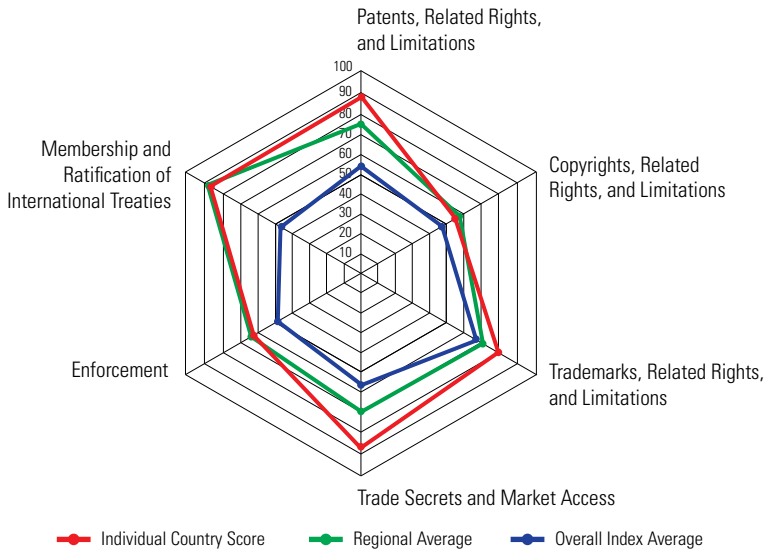 Patents, Related Rights,
and Limitations
100
90
80
70
60
50
40
30
20
10
Copyrights, Related
Rights, and Limitations
Trademarks, Related Rights,
and Limitations
Trade Secrets and Market Access
Enforcement
Membership and
Ratification of
International Treaties
Individual Country Score
Regional Average
Overall Index Average